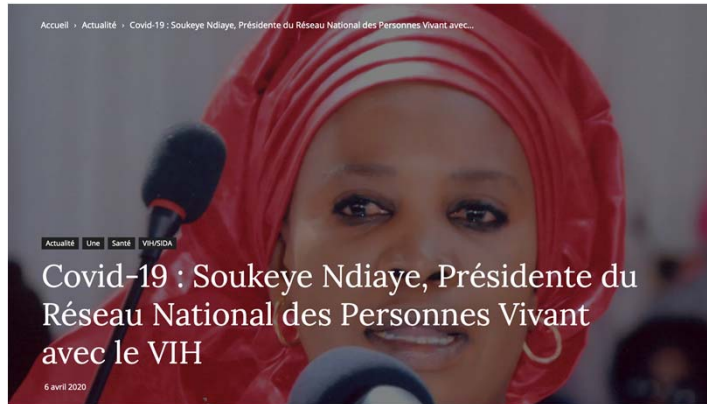 Accueil › Actualité › Covid-19 : Soukeye Ndiaye, Présidente du Réseau National des Personnes Vivant avec...
Actualité Une Santé VIH/SIDA
Covid-19 : Soukeye Ndiaye, Présidente du
Réseau National des Personnes Vivant
avec le VIH
6 avril 2020